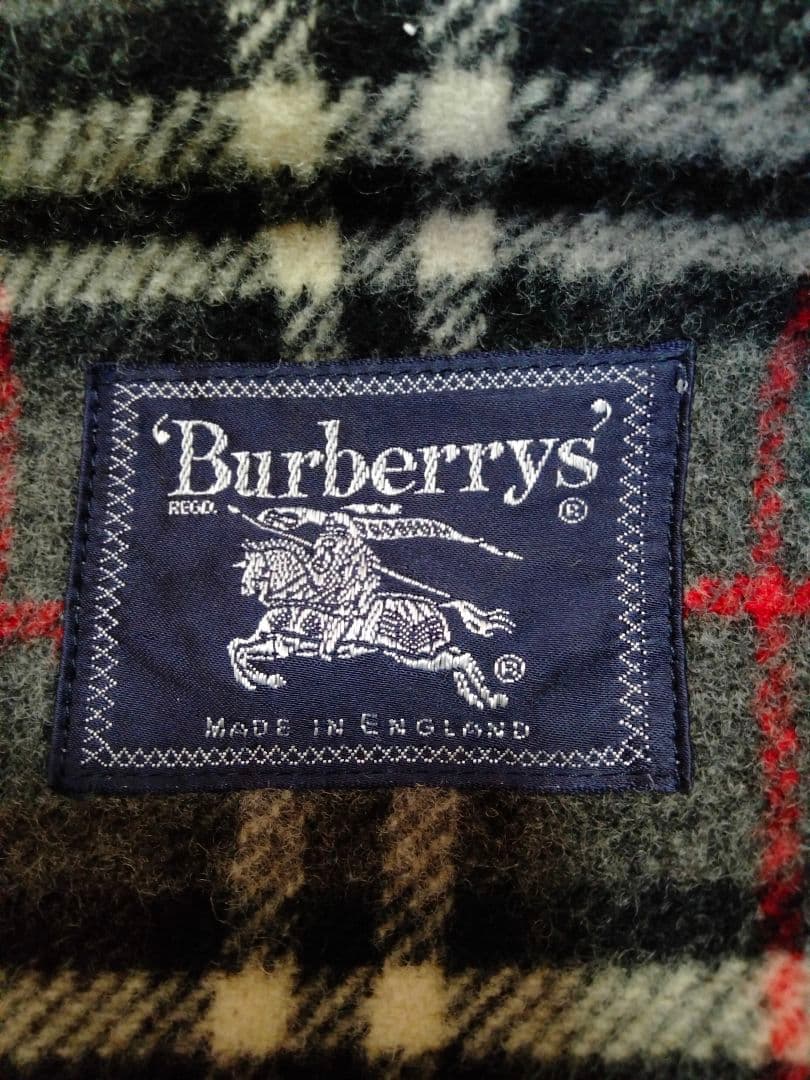 ‘Burberrys’
REGD. ®
®
MADE IN ENGLAND